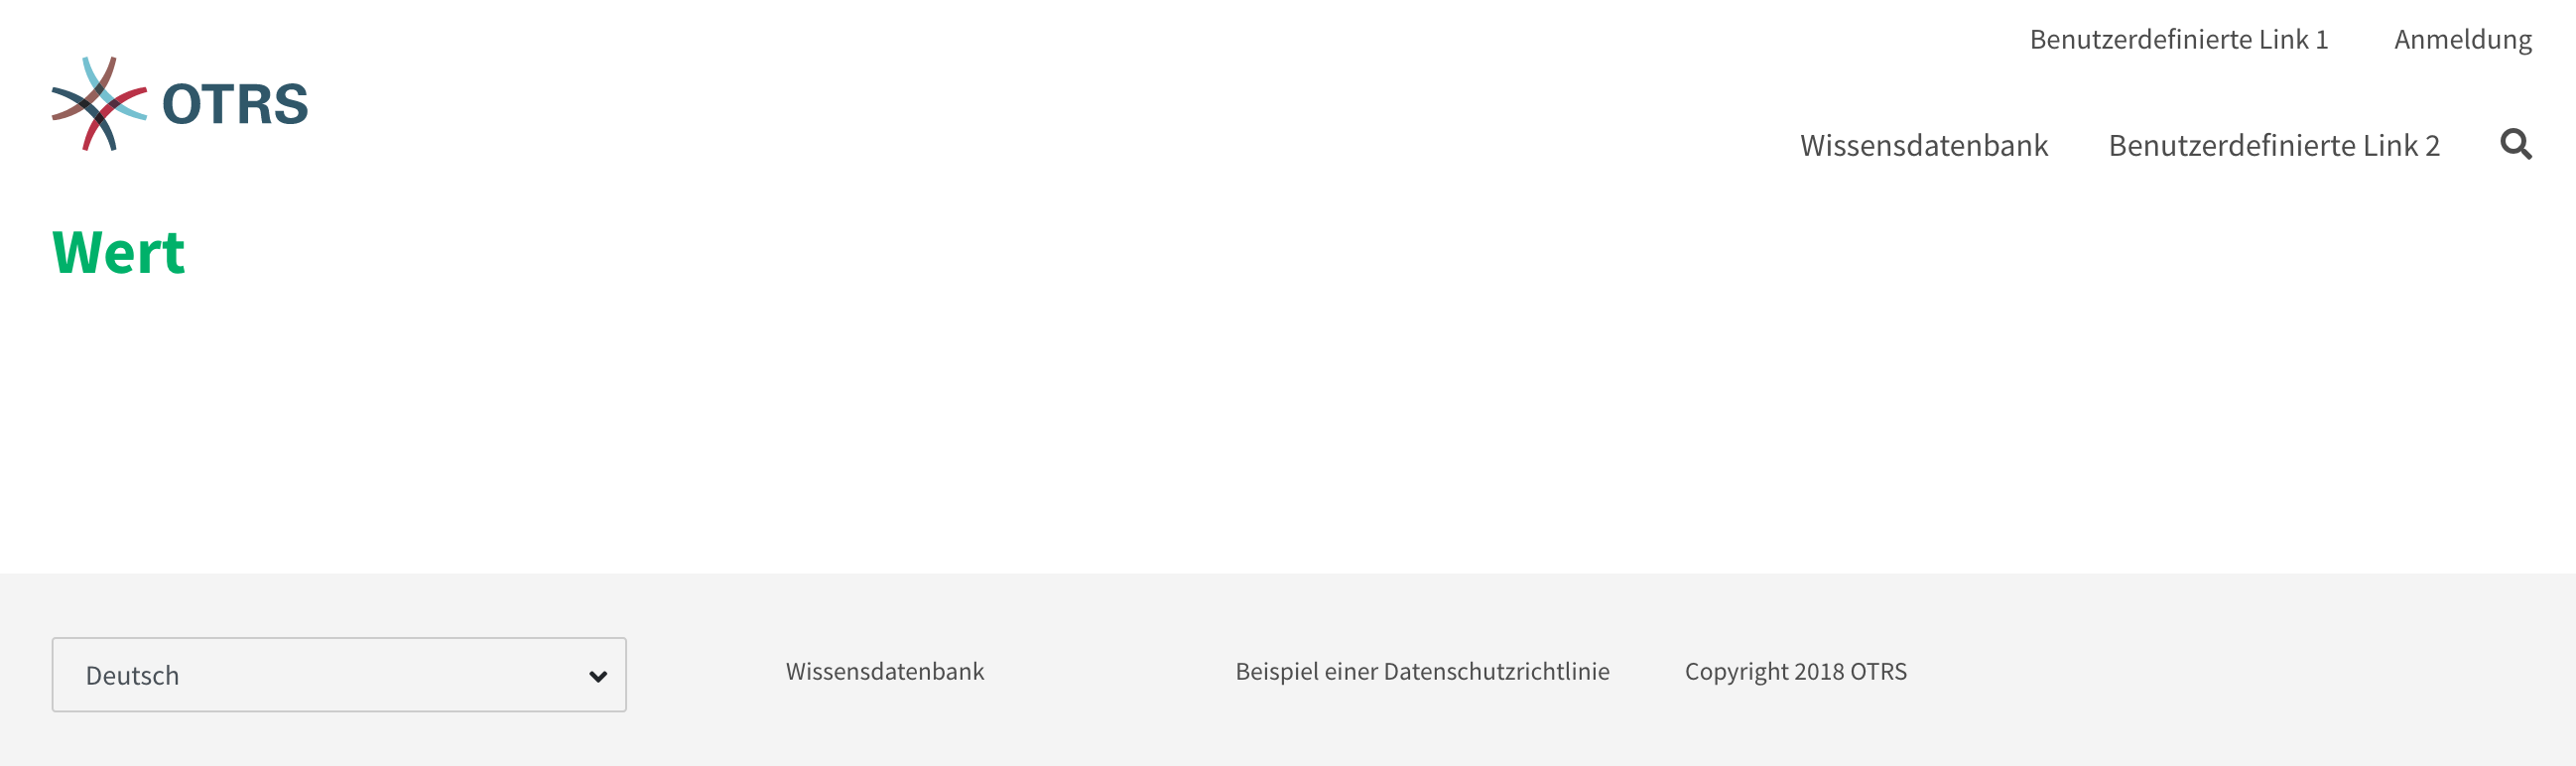 Benutzerdefinierte Link 1 Anmeldung
OTRS
Wissensdatenbank Benutzerdefinierte Link 2
Wert
Deutsch Wissensdatenbank Beispiel einer Datenschutzrichtlinie Copyright 2018 OTRS